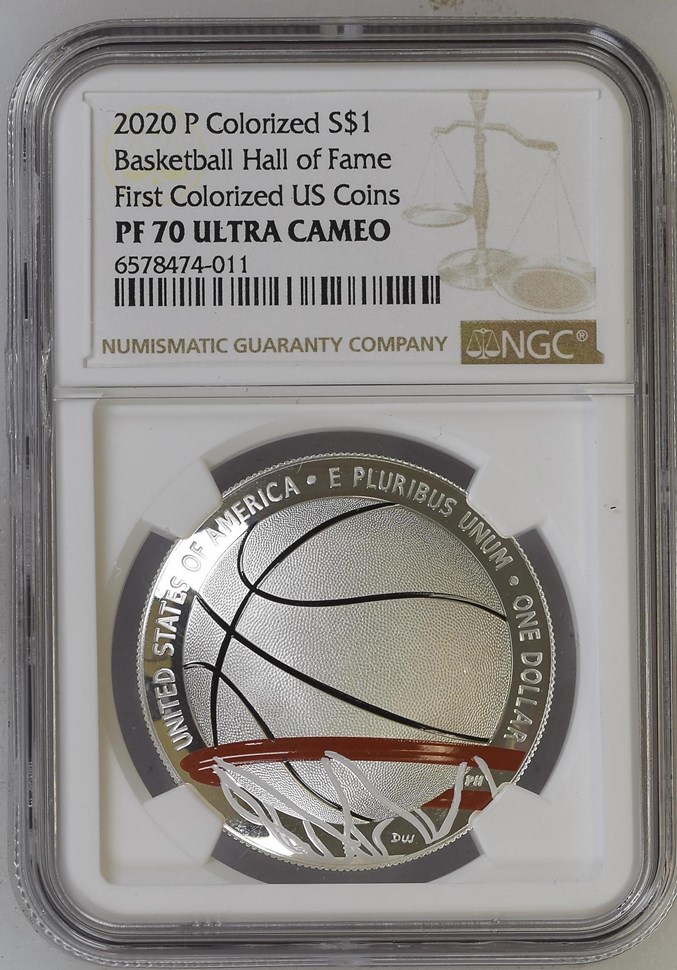 2020 P Colorized S$1
Basketball Hall of Fame
First Colorized US Coins
PF 70 ULTRA CAMEO
6578474-011
NUMISMATIC GUARANTY COMPANY
NGC®
UNITED STATES OF AMERICA • E PLURIBUS UNUM • ONE DOLLAR
PH
DW